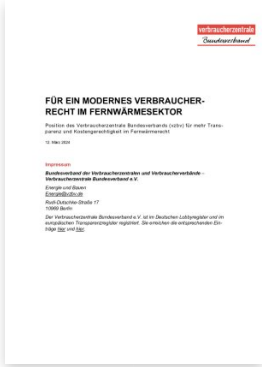 verbraucherzentrale
Bundesverband
FÜR EIN MODERNES VERBRAUCHER-
RECHT IM FERNWÄRMESEKTOR
Position des Verbraucherzentrale Bundesverbands (vzbv) für mehr Trans-
parenz und Kostengerechtigkeit im Fernwärmerecht
12. März 2024
Impressum
Bundesverband der Verbraucherzentralen und Verbraucherverbände –
Verbraucherzentrale Bundesverband e.V.
Energie und Bauen
Energie@vzbv.de
Rudi-Dutschke-Straße 17
10969 Berlin
Der Verbraucherzentrale Bundesverband e.V. ist im Deutschen Lobbyregister und im
europäischen Transparenzregister registriert. Sie erreichen die entsprechenden Ein-
träge hier und hier.